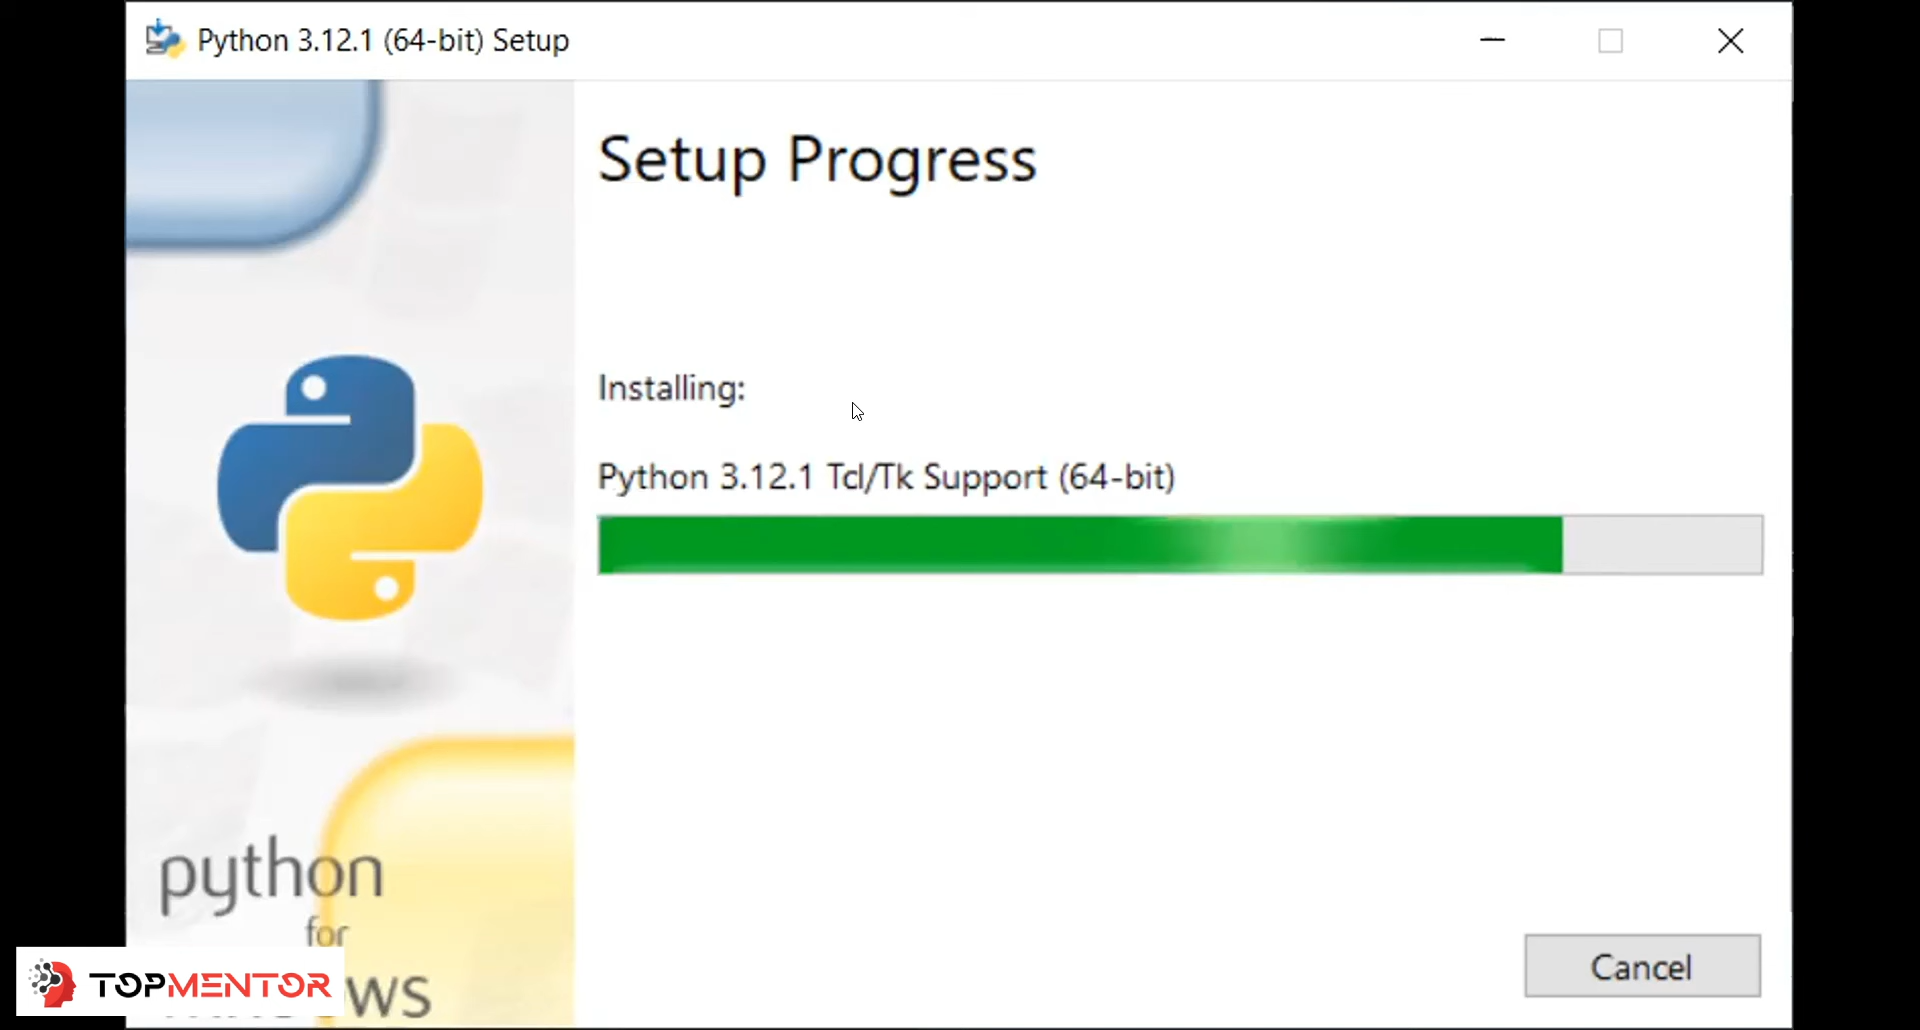 Python 3.12.1 (64-bit) Setup
Setup Progress
Installing:
Python 3.12.1 Tcl/Tk Support (64-bit)
python
for
TOPMENTOR
Cancel